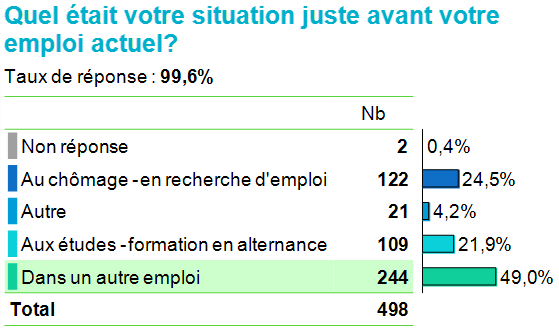 Quel était votre situation juste avant votre
emploi actuel?
Taux de réponse : 99,6%
Nb
Non réponse 2 0,4%
Au chômage - en recherche d'emploi 122 24,5%
Autre 21 4,2%
Aux études - formation en alternance 109 21,9%
Dans un autre emploi 244 49,0%
Total 498